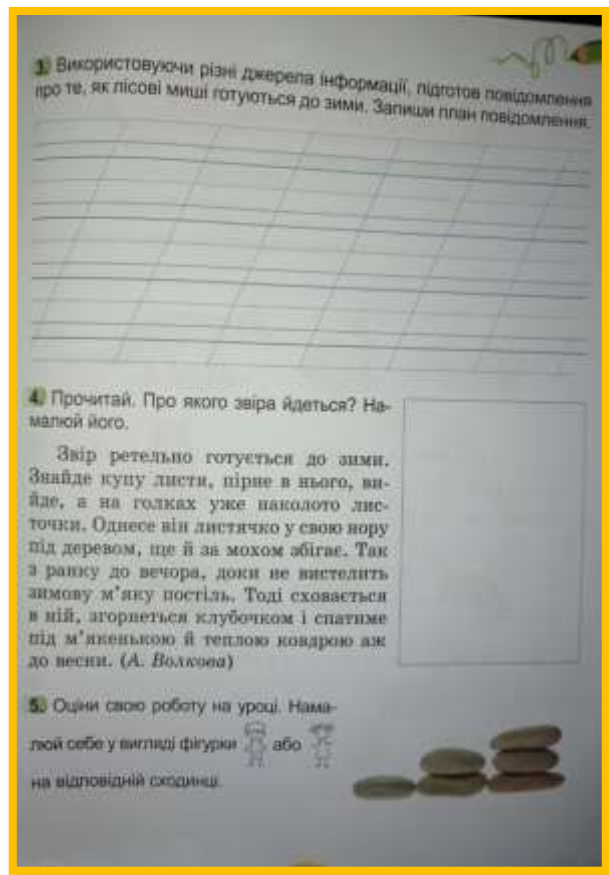 3. Використовуючи різні джерела інформації, підготов повідомлення
про те, як лісові миші готуються до зими. Запиши план повідомлення.
4. Прочитай. Про якого звіра йдеться? На-
малюй його.
Звір ретельно готується до зими.
Знайде купу листя, пірне в нього, ви-
йде, а на голках уже наколото лис-
точки. Однесе він листячко у свою нору
під деревом, ще й за мохом збігає. Так
з ранку до вечора, доки не вистелить
зимову м’яку постіль. Тоді сховається
в ній, згорнеться клубочком і спатиме
під м’якенькою й теплою ковдрою аж
до весни. (А. Волкова)
5. Оціни свою роботу на уроці. Нама-
люй себе у вигляді фігурки або
на відповідній сходинці.